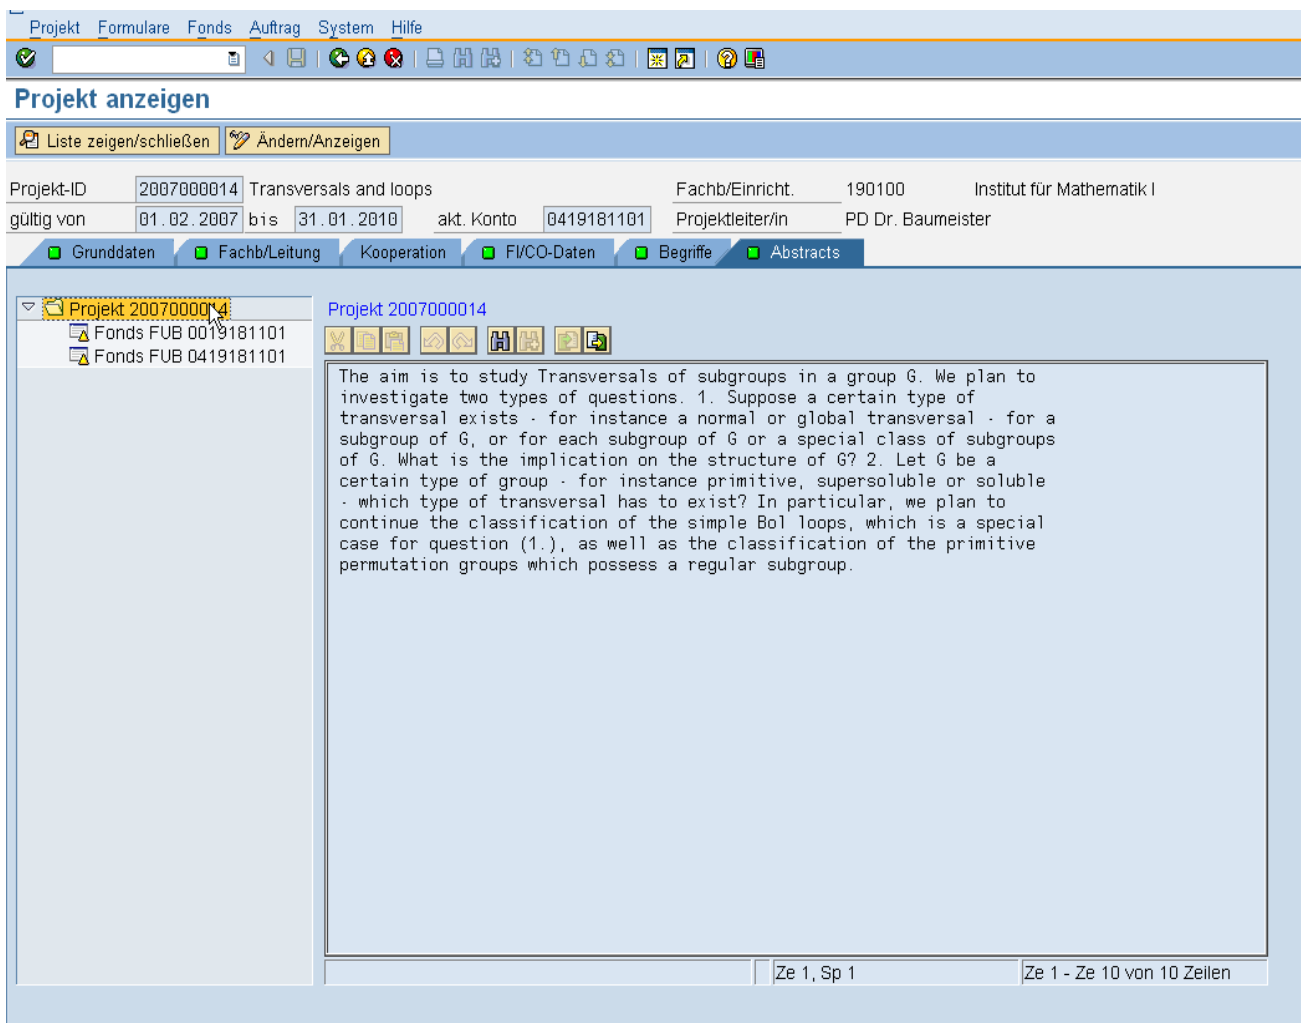 Projekt Formulare Fonds Auftrag System Hilfe
Projekt anzeigen
Liste zeigen/schließen Ändern/Anzeigen
Projekt-ID 2007000014 Transversals and loops Fachb/Einricht. 190100 Institut für Mathematik I
gültig von 01.02.2007 bis 31.01.2010 akt. Konto 0419181101 Projektleiter/in PD Dr. Baumeister
Grunddaten Fachb/Leitung Kooperation FI/CO-Daten Begriffe Abstracts
Projekt 2007000014 Projekt 2007000014
Fonds FUB 0019181101
Fonds FUB 0419181101
The aim is to study Transversals of subgroups in a group G. We plan to
investigate two types of questions. 1. Suppose a certain type of
transversal exists - for instance a normal or global transversal - for a
subgroup of G, or for each subgroup of G or a special class of subgroups
of G. What is the implication on the structure of G? 2. Let G be a
certain type of group - for instance primitive, supersoluble or soluble
- which type of transversal has to exist? In particular, we plan to
continue the classification of the simple Bol loops, which is a special
case for question (1.), as well as the classification of the primitive
permutation groups which possess a regular subgroup.
Ze 1, Sp 1 Ze 1 - Ze 10 von 10 Zeilen